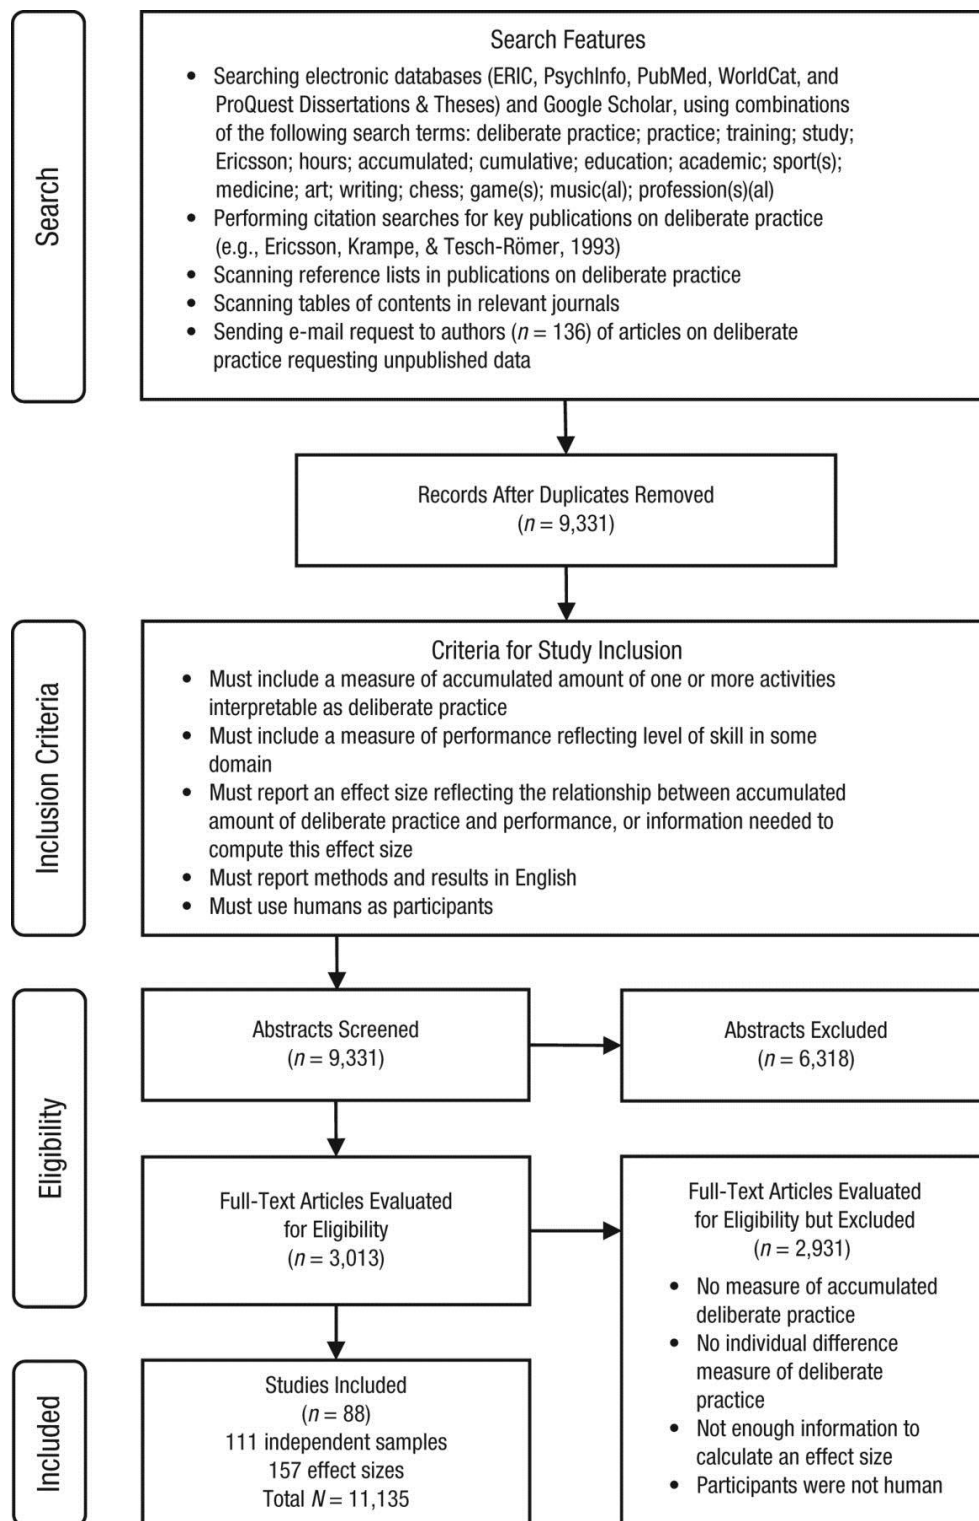 Search
Search Features
• Searching electronic databases (ERIC, PsychInfo, PubMed, WorldCat, and
ProQuest Dissertations & Theses) and Google Scholar, using combinations
of the following search terms: deliberate practice; practice; training; study;
Ericsson; hours; accumulated; cumulative; education; academic; sport(s);
medicine; art; writing; chess; game(s); music(al); profession(s)(al)
• Performing citation searches for key publications on deliberate practice
(e.g., Ericsson, Krampe, & Tesch-Römer, 1993)
• Scanning reference lists in publications on deliberate practice
• Scanning tables of contents in relevant journals
• Sending e-mail request to authors (n = 136) of articles on deliberate
practice requesting unpublished data
Records After Duplicates Removed
(n = 9,331)
Inclusion Criteria
Criteria for Study Inclusion
• Must include a measure of accumulated amount of one or more activities
interpretable as deliberate practice
• Must include a measure of performance reflecting level of skill in some
domain
• Must report an effect size reflecting the relationship between accumulated
amount of deliberate practice and performance, or information needed to
compute this effect size
• Must report methods and results in English
• Must use humans as participants
Eligibility
Abstracts Screened
(n = 9,331)
Abstracts Excluded
(n = 6,318)
Full-Text Articles Evaluated
for Eligibility
(n = 3,013)
Full-Text Articles Evaluated
for Eligibility but Excluded
(n = 2,931)
• No measure of accumulated
deliberate practice
• No individual difference
measure of deliberate
practice
• Not enough information to
calculate an effect size
• Participants were not human
Included
Studies Included
(n = 88)
111 independent samples
157 effect sizes
Total N = 11,135